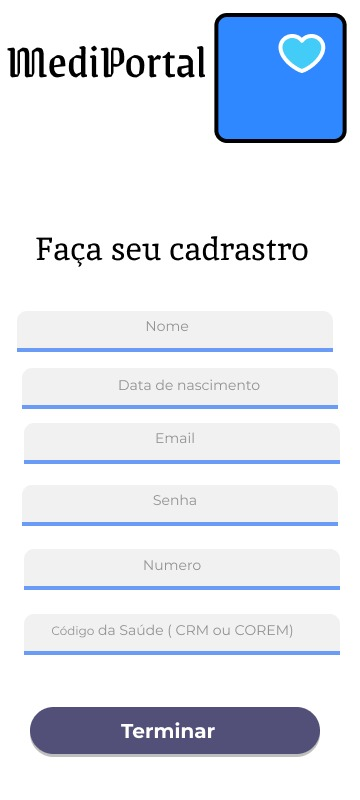 MediPortal
Faça seu cadrastro
Nome
Data de nascimento
Email
Senha
Numero
Código da Saúde ( CRM ou COREM)
Terminar